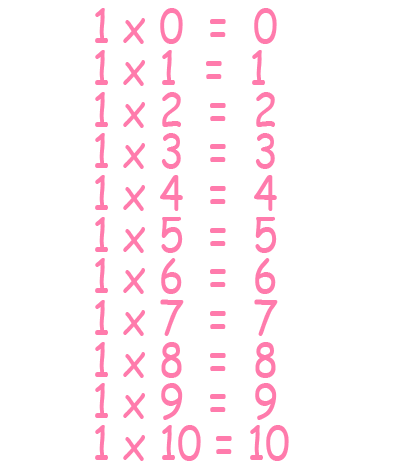 1 × 0 = 0
1 × 1 = 1
1 × 2 = 2
1 × 3 = 3
1 × 4 = 4
1 × 5 = 5
1 × 6 = 6
1 × 7 = 7
1 × 8 = 8
1 × 9 = 9
1 × 10 = 10